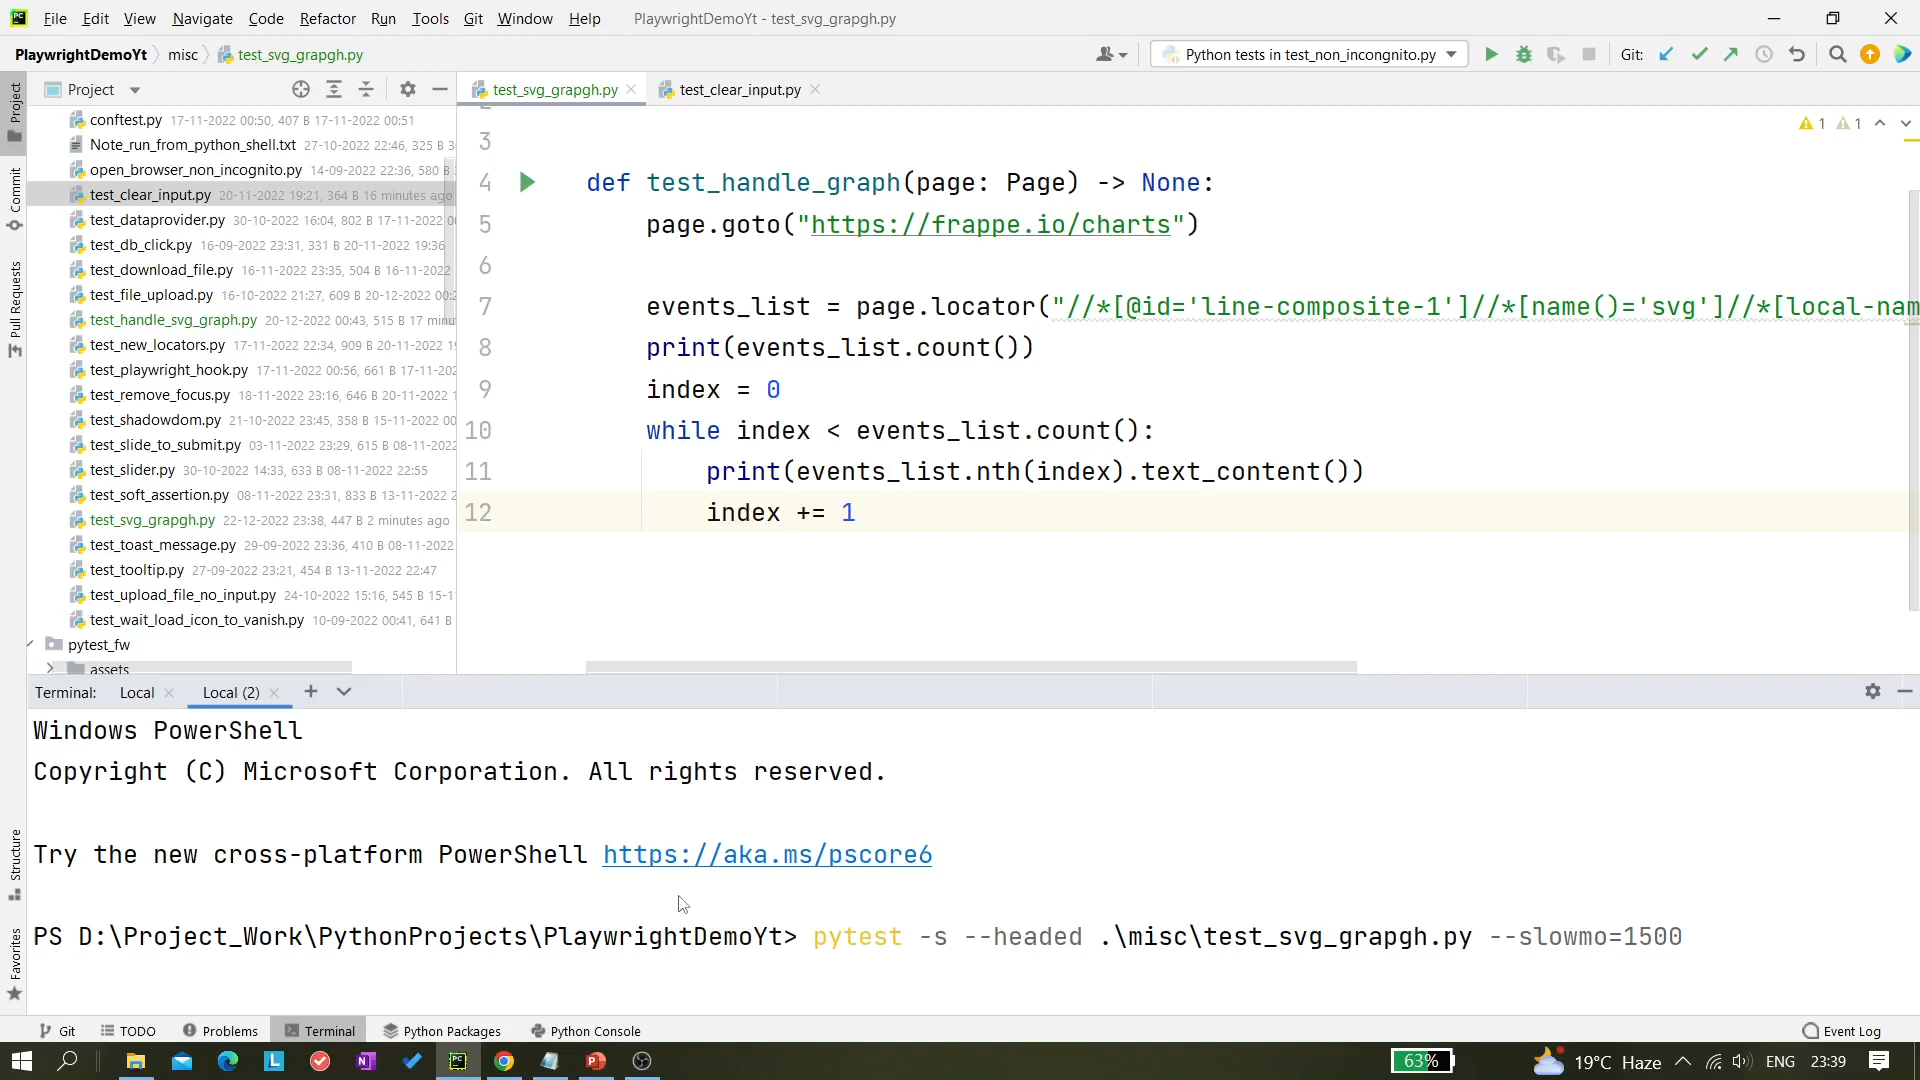 PC File Edit View Navigate Code Refactor Run Tools Git Window Help PlaywrightDemoYt - test_svg_grapgh.py
PlaywrightDemoYt misc test_svg_grapgh.py Python tests in test_non_incongnito.py Git:
Project test_svg_grapgh.py test_clear_input.py
Project
Commit
Pull Requests
conftest.py 17-11-2022 00:50, 407 B 17-11-2022 00:51
Note_run_from_python_shell.txt 27-10-2022 22:46, 325 B
open_browser_non_incognito.py 14-09-2022 22:36, 580 B
test_clear_input.py 20-11-2022 19:21, 364 B 16 minutes ago
test_dataprovider.py 30-10-2022 16:04, 802 B 17-11-2022
test_db_click.py 16-09-2022 23:31, 331 B 20-11-2022 19:36
test_download_file.py 16-11-2022 23:35, 504 B 16-11-2022
test_file_upload.py 16-10-2022 21:27, 609 B 20-12-2022
test_handle_svg_graph.py 20-12-2022 00:43, 515 B 17
test_new_locators.py 17-11-2022 22:34, 909 B 20-11-2022
test_playwright_hook.py 17-11-2022 00:56, 661 B 17-11-202
test_remove_focus.py 18-11-2022 23:16, 646 B 20-11-2022
test_shadowdom.py 21-10-2022 23:45, 358 B 15-11-2022
test_slide_to_submit.py 03-11-2022 23:29, 615 B 08-11-2022
test_slider.py 30-10-2022 14:33, 633 B 08-11-2022 22:55
test_soft_assertion.py 08-11-2022 23:31, 833 B 13-11-2022
test_svg_grapgh.py 22-12-2022 23:38, 447 B 2 minutes ago
test_toast_message.py 29-09-2022 23:36, 410 B 08-11-2022
test_tooltip.py 27-09-2022 23:21, 454 B 13-11-2022 22:47
test_upload_file_no_input.py 24-10-2022 15:16, 545 B
test_wait_load_icon_to_vanish.py 10-09-2022 00:41, 641 B
pytest_fw
assets
1 1
3
4 def test_handle_graph(page: Page) -> None:
5 page.goto("https://frappe.io/charts")
6
7 events_list = page.locator("//*[@id='line-composite-1']//*[name()='svg']//*[local-nam
8 print(events_list.count())
9 index = 0
10 while index < events_list.count():
11 print(events_list.nth(index).text_content())
12 index += 1
Terminal: Local Local (2)
Windows PowerShell
Copyright (C) Microsoft Corporation. All rights reserved.
Try the new cross-platform PowerShell https://aka.ms/pscore6
PS D:\Project_Work\PythonProjects\PlaywrightDemoYt> pytest -s --headed .\misc\test_svg_grapgh.py --slowmo=1500
Structure
Favorites
Git TODO Problems Terminal Python Packages Python Console Event Log
63% 19°C Haze ENG 23:39